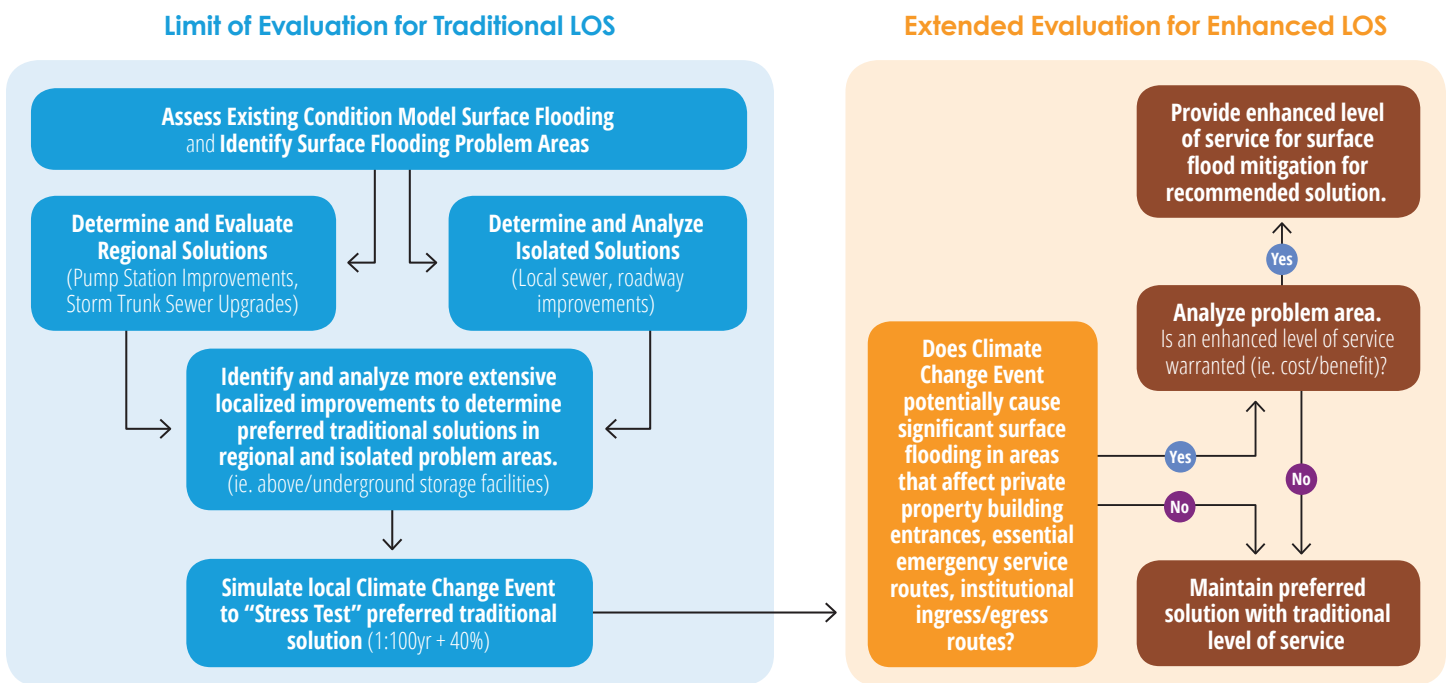 Limit of Evaluation for Traditional LOS
Assess Existing Condition Model Surface Flooding
and Identify Surface Flooding Problem Areas
Determine and Evaluate
Regional Solutions
(Pump Station Improvements,
Storm Trunk Sewer Upgrades)
Determine and Analyze
Isolated Solutions
(Local sewer, roadway
improvements)
Identify and analyze more extensive
localized improvements to determine
preferred traditional solutions in
regional and isolated problem areas.
(ie. above/underground storage facilities)
Simulate local Climate Change Event
to “Stress Test” preferred traditional
solution (1:100yr + 40%)
Extended Evaluation for Enhanced LOS
Does Climate
Change Event
potentially cause
significant surface
flooding in areas
that affect private
property building
entrances, essential
emergency service
routes, institutional
ingress/egress
routes?
Yes
No
Analyze problem area.
Is an enhanced level of service
warranted (ie. cost/benefit)?
Yes
No
Provide enhanced level
of service for surface
flood mitigation for
recommended solution.
Maintain preferred
solution with traditional
level of service